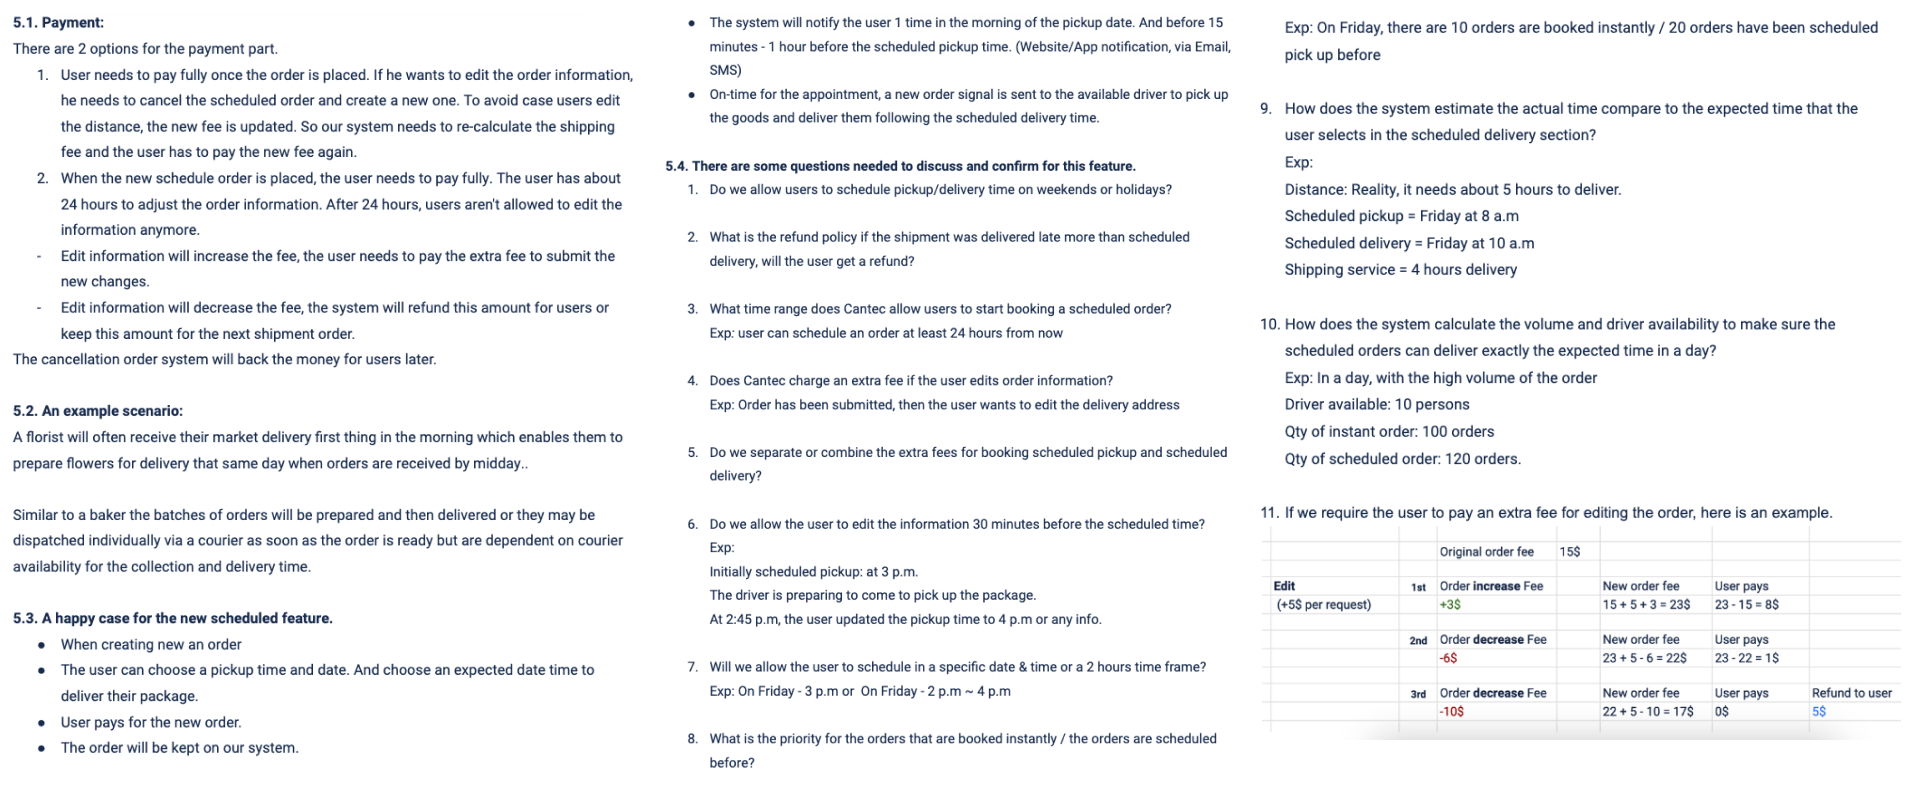 5.1. Payment:
There are 2 options for the payment part.
1. User needs to pay fully once the order is placed. If he wants to edit the order information,
he needs to cancel the scheduled order and create a new one. To avoid case users edit
the distance, the new fee is updated. So our system needs to re-calculate the shipping
fee and the user has to pay the new fee again.
2. When the new schedule order is placed, the user needs to pay fully. The user has about
24 hours to adjust the order information. After 24 hours, users aren't allowed to edit the
information anymore.
- Edit information will increase the fee, the user needs to pay the extra fee to submit the
new changes.
- Edit information will decrease the fee, the system will refund this amount for users or
keep this amount for the next shipment order.
The cancellation order system will back the money for users later.
5.2. An example scenario:
A florist will often receive their market delivery first thing in the morning which enables them to
prepare flowers for delivery that same day when orders are received by midday..
Similar to a baker the batches of orders will be prepared and then delivered or they may be
dispatched individually via a courier as soon as the order is ready but are dependent on courier
availability for the collection and delivery time.
5.3. A happy case for the new scheduled feature.
● When creating new an order
● The user can choose a pickup time and date. And choose an expected date time to
deliver their package.
● User pays for the new order.
● The order will be kept on our system.
● The system will notify the user 1 time in the morning of the pickup date. And before 15
minutes - 1 hour before the scheduled pickup time. (Website/App notification, via Email,
SMS)
● On-time for the appointment, a new order signal is sent to the available driver to pick up
the goods and deliver them following the scheduled delivery time.
5.4. There are some questions needed to discuss and confirm for this feature.
1. Do we allow users to schedule pickup/delivery time on weekends or holidays?
2. What is the refund policy if the shipment was delivered late more than scheduled
delivery, will the user get a refund?
3. What time range does Cantec allow users to start booking a scheduled order?
Exp: user can schedule an order at least 24 hours from now
4. Does Cantec charge an extra fee if the user edits order information?
Exp: Order has been submitted, then the user wants to edit the delivery address
5. Do we separate or combine the extra fees for booking scheduled pickup and scheduled
delivery?
6. Do we allow the user to edit the information 30 minutes before the scheduled time?
Exp:
Initially scheduled pickup: at 3 p.m.
The driver is preparing to come to pick up the package.
At 2:45 p.m, the user updated the pickup time to 4 p.m or any info.
7. Will we allow the user to schedule in a specific date & time or a 2 hours time frame?
Exp: On Friday - 3 p.m or On Friday - 2 p.m ~ 4 p.m
8. What is the priority for the orders that are booked instantly / the orders are scheduled
before?
Exp: On Friday, there are 10 orders are booked instantly / 20 orders have been scheduled
pick up before
9. How does the system estimate the actual time compare to the expected time that the
user selects in the scheduled delivery section?
Exp:
Distance: Reality, it needs about 5 hours to deliver.
Scheduled pickup = Friday at 8 a.m
Scheduled delivery = Friday at 10 a.m
Shipping service = 4 hours delivery
10. How does the system calculate the volume and driver availability to make sure the
scheduled orders can deliver exactly the expected time in a day?
Exp: In a day, with the high volume of the order
Driver available: 10 persons
Qty of instant order: 100 orders
Qty of scheduled order: 120 orders.
11. If we require the user to pay an extra fee for editing the order, here is an example.
Original order fee 15$
Edit 1st Order increase Fee New order fee User pays
(+5$ per request) +3$ 15 + 5 + 3 = 23$ 23 - 15 = 8$
2nd Order decrease Fee New order fee User pays
-6$ 23 + 5 - 6 = 22$ 23 - 22 = 1$
3rd Order decrease Fee New order fee User pays Refund to user
-10$ 22 + 5 - 10 = 17$ 0$ 5$